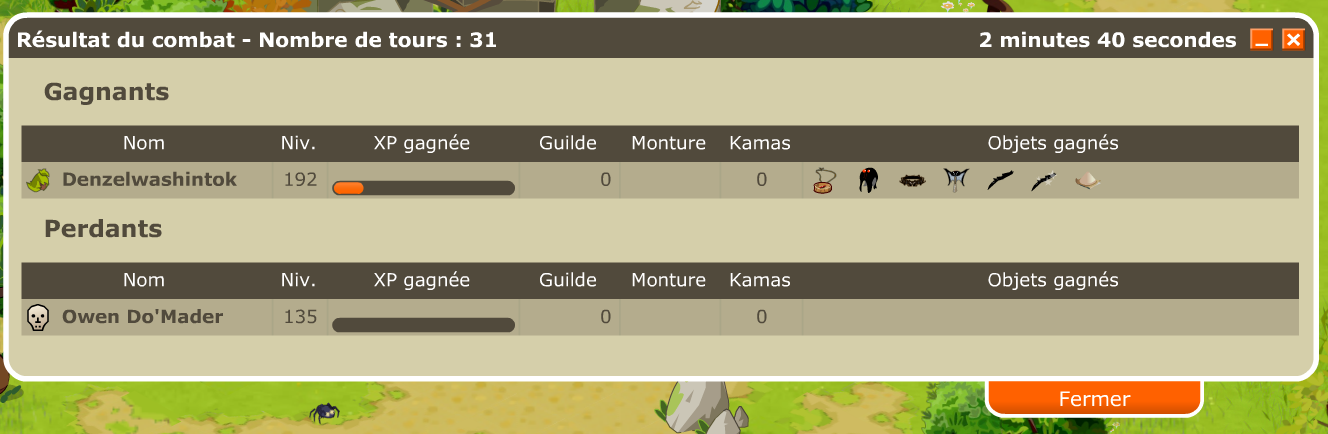 Résultat du combat - Nombre de tours : 31 2 minutes 40 secondes
Gagnants
Nom Niv. XP gagnée Guilde Monture Kamas Objets gagnés
Denzelwashintok 192 0 0
Perdants
Nom Niv. XP gagnée Guilde Monture Kamas Objets gagnés
Owen Do'Mader 135 0 0
Fermer